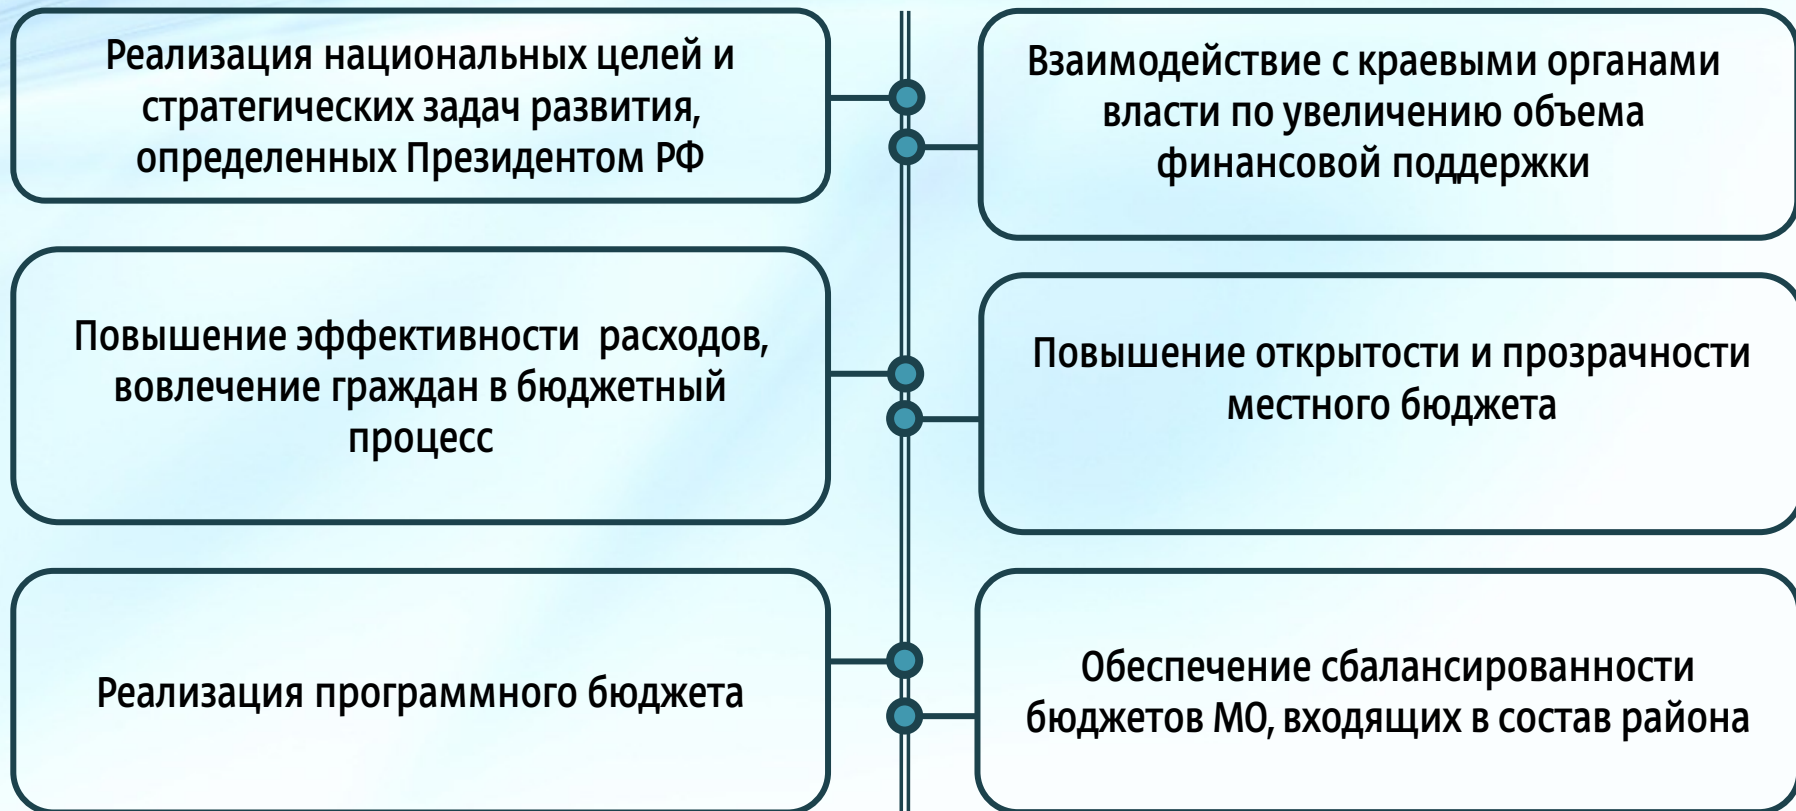 Реализация национальных целей и
стратегических задач развития,
определенных Президентом РФ
Взаимодействие с краевыми органами
власти по увеличению объема
финансовой поддержки
Повышение эффективности расходов,
вовлечение граждан в бюджетный
процесс
Повышение открытости и прозрачности
местного бюджета
Реализация программного бюджета
Обеспечение сбалансированности
бюджетов МО, входящих в состав района